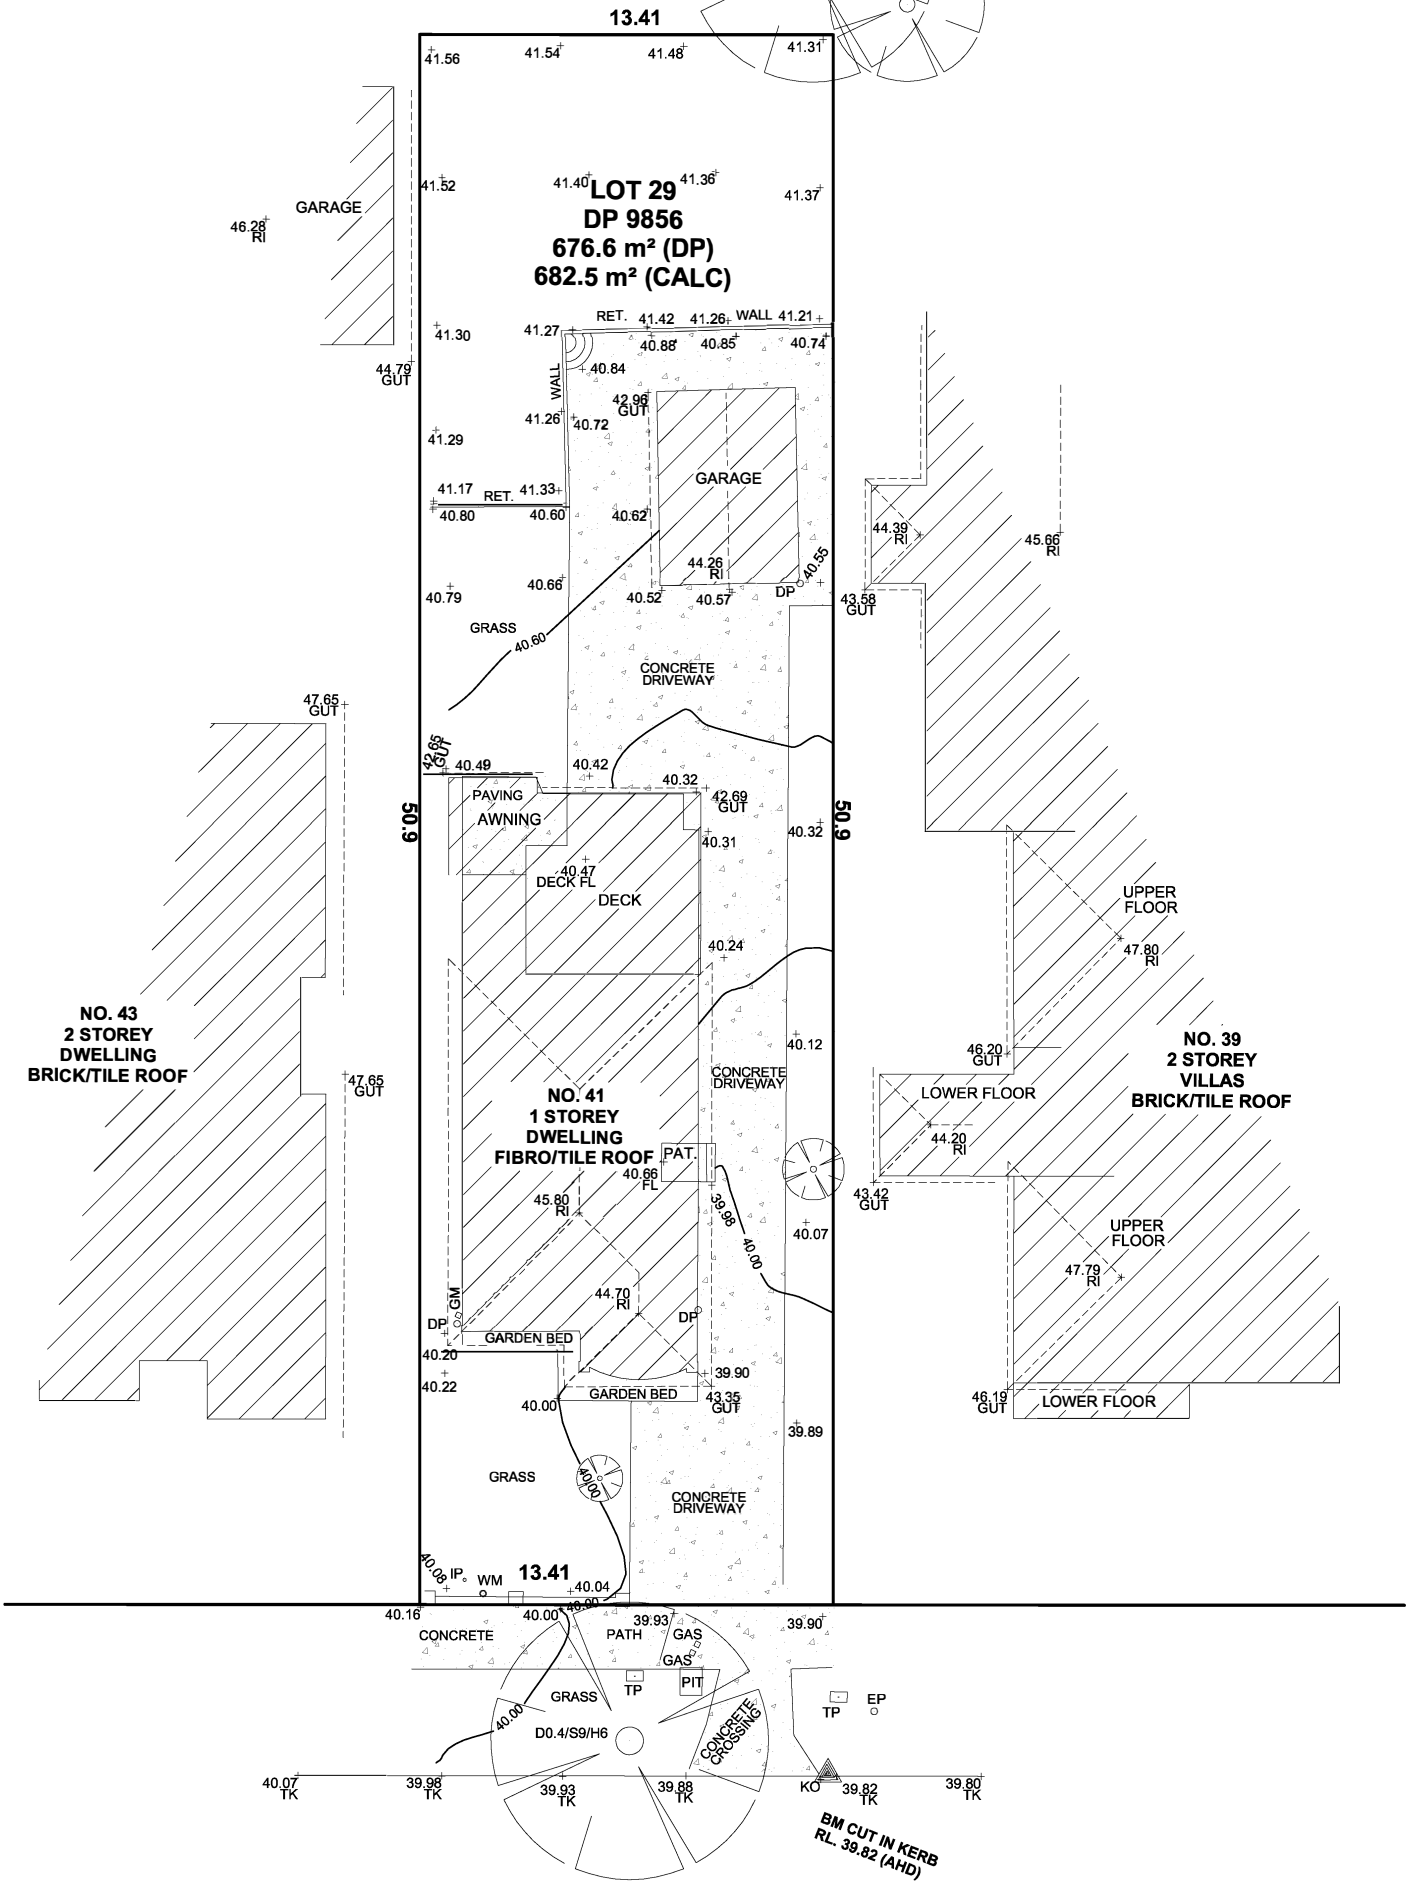 13.41
41.56
41.54
41.48
41.31
41.52
41.40
41.36
41.37
LOT 29
DP 9856
676.6 m² (DP)
682.5 m² (CALC)
GARAGE
46.28
RI
RET.
41.42
41.26
WALL
41.21
41.30
41.27
40.88
40.85
40.74
44.79
GUT
WALL
40.84
42.96
GUT
41.26
40.72
41.29
GARAGE
41.17
RET.
41.33
40.80
40.60
40.62
44.39
RI
45.66
RI
44.26
RI
40.55
40.66
40.79
40.52
40.57
DP
43.58
GUT
GRASS
40.60
CONCRETE
DRIVEWAY
47.65
GUT
42.65
GUT
40.49
40.42
40.32
PAVING
42.69
GUT
AWNING
50.9
50.9
40.31
40.32
40.47
DECK FL
DECK
UPPER
FLOOR
40.24
47.80
RI
NO. 43
2 STOREY
DWELLING
BRICK/TILE ROOF
40.12
46.20
GUT
NO. 39
2 STOREY
VILLAS
BRICK/TILE ROOF
47.65
GUT
CONCRETE
DRIVEWAY
LOWER FLOOR
NO. 41
1 STOREY
DWELLING
FIBRO/TILE ROOF
44.20
RI
PAT.
40.66
FL
45.80
RI
39.98
43.42
GUT
40.07
40.00
UPPER
FLOOR
47.79
RI
44.70
RI
GM
DP
DP
GARDEN BED
40.20
40.22
39.90
GARDEN BED
43.35
GUT
40.00
46.19
GUT
LOWER FLOOR
39.89
GRASS
40.00
CONCRETE
DRIVEWAY
40.08
IP
WM
13.41
40.04
40.00
40.16
40.00
39.93
39.90
CONCRETE
PATH
GAS
GAS
PIT
TP
GRASS
40.00
D0.4/S9/H6
CONCRETE
CROSSING
TP
EP
40.07
TK
39.98
TK
39.93
TK
39.88
TK
KO
39.82
TK
39.80
TK
BM CUT IN KERB
RL. 39.82 (AHD)